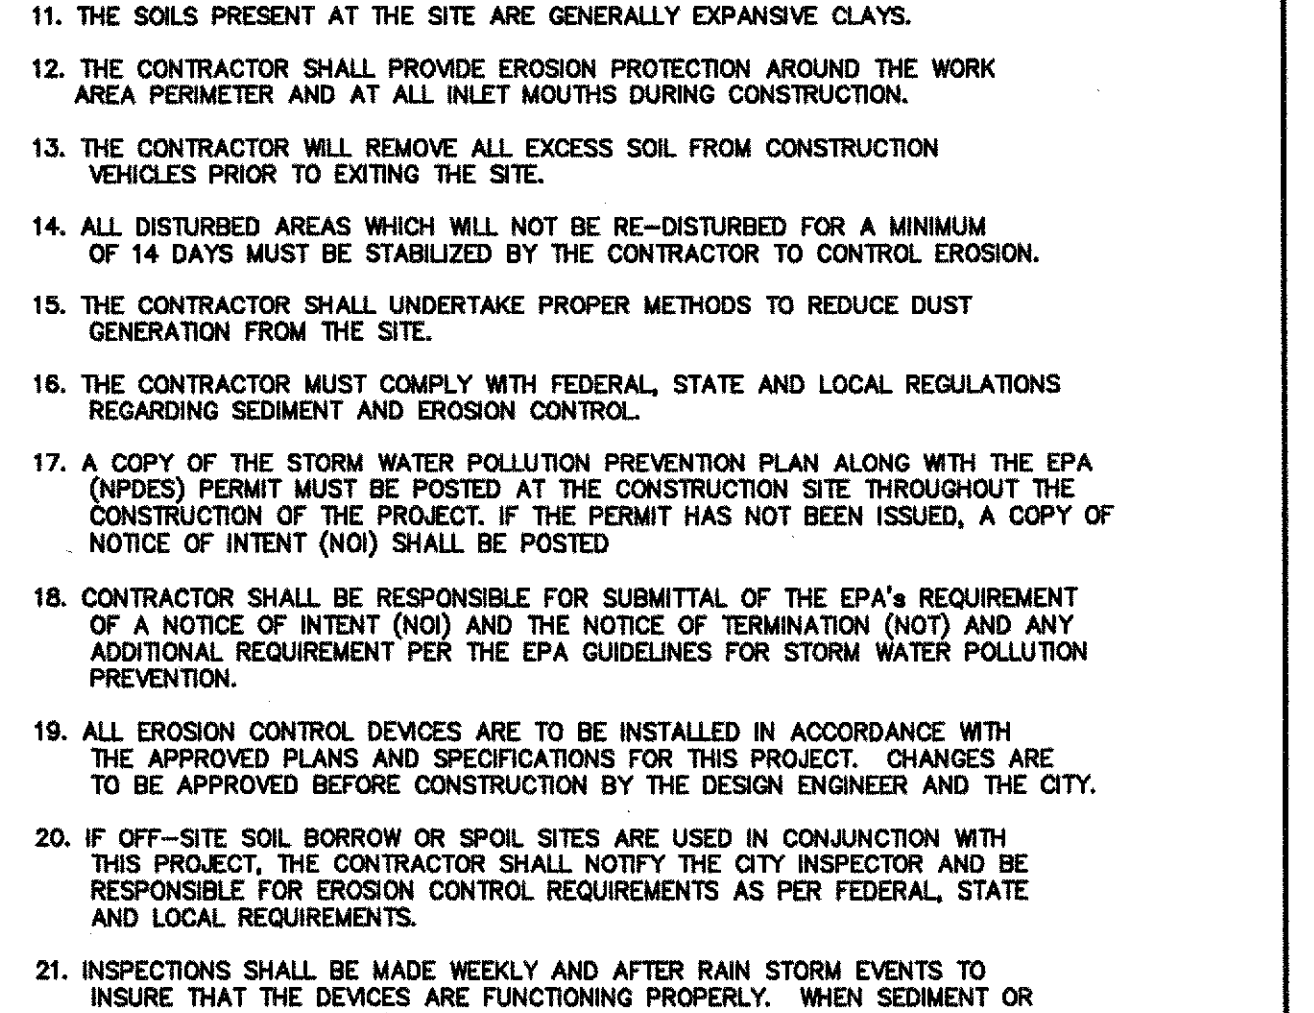 11. THE SOILS PRESENT AT THE SITE ARE GENERALLY EXPANSIVE CLAYS.
12. THE CONTRACTOR SHALL PROVIDE EROSION PROTECTION AROUND THE WORK
AREA PERIMETER AND AT ALL INLET MOUTHS DURING CONSTRUCTION.
13. THE CONTRACTOR WILL REMOVE ALL EXCESS SOIL FROM CONSTRUCTION
VEHICLES PRIOR TO EXITING THE SITE.
14. ALL DISTURBED AREAS WHICH WILL NOT BE RE-DISTURBED FOR A MINIMUM
OF 14 DAYS MUST BE STABILIZED BY THE CONTRACTOR TO CONTROL EROSION.
15. THE CONTRACTOR SHALL UNDERTAKE PROPER METHODS TO REDUCE DUST
GENERATION FROM THE SITE.
16. THE CONTRACTOR MUST COMPLY WITH FEDERAL, STATE AND LOCAL REGULATIONS
REGARDING SEDIMENT AND EROSION CONTROL.
17. A COPY OF THE STORM WATER POLLUTION PREVENTION PLAN ALONG WITH THE EPA
(NPDES) PERMIT MUST BE POSTED AT THE CONSTRUCTION SITE THROUGHOUT THE
CONSTRUCTION OF THE PROJECT. IF THE PERMIT HAS NOT BEEN ISSUED, A COPY OF
NOTICE OF INTENT (NOI) SHALL BE POSTED
18. CONTRACTOR SHALL BE RESPONSIBLE FOR SUBMITTAL OF THE EPA's REQUIREMENT
OF A NOTICE OF INTENT (NOI) AND THE NOTICE OF TERMINATION (NOT) AND ANY
ADDITIONAL REQUIREMENT PER THE EPA GUIDELINES FOR STORM WATER POLLUTION
PREVENTION.
19. ALL EROSION CONTROL DEVICES ARE TO BE INSTALLED IN ACCORDANCE WITH
THE APPROVED PLANS AND SPECIFICATIONS FOR THIS PROJECT. CHANGES ARE
TO BE APPROVED BEFORE CONSTRUCTION BY THE DESIGN ENGINEER AND THE CITY.
20. IF OFF-SITE SOIL BORROW OR SPOIL SITES ARE USED IN CONJUNCTION WITH
THIS PROJECT, THE CONTRACTOR SHALL NOTIFY THE CITY INSPECTOR AND BE
RESPONSIBLE FOR EROSION CONTROL REQUIREMENTS AS PER FEDERAL, STATE
AND LOCAL REQUIREMENTS.
21. INSPECTIONS SHALL BE MADE WEEKLY AND AFTER RAIN STORM EVENTS TO
INSURE THAT THE DEVICES ARE FUNCTIONING PROPERLY. WHEN SEDIMENT OR